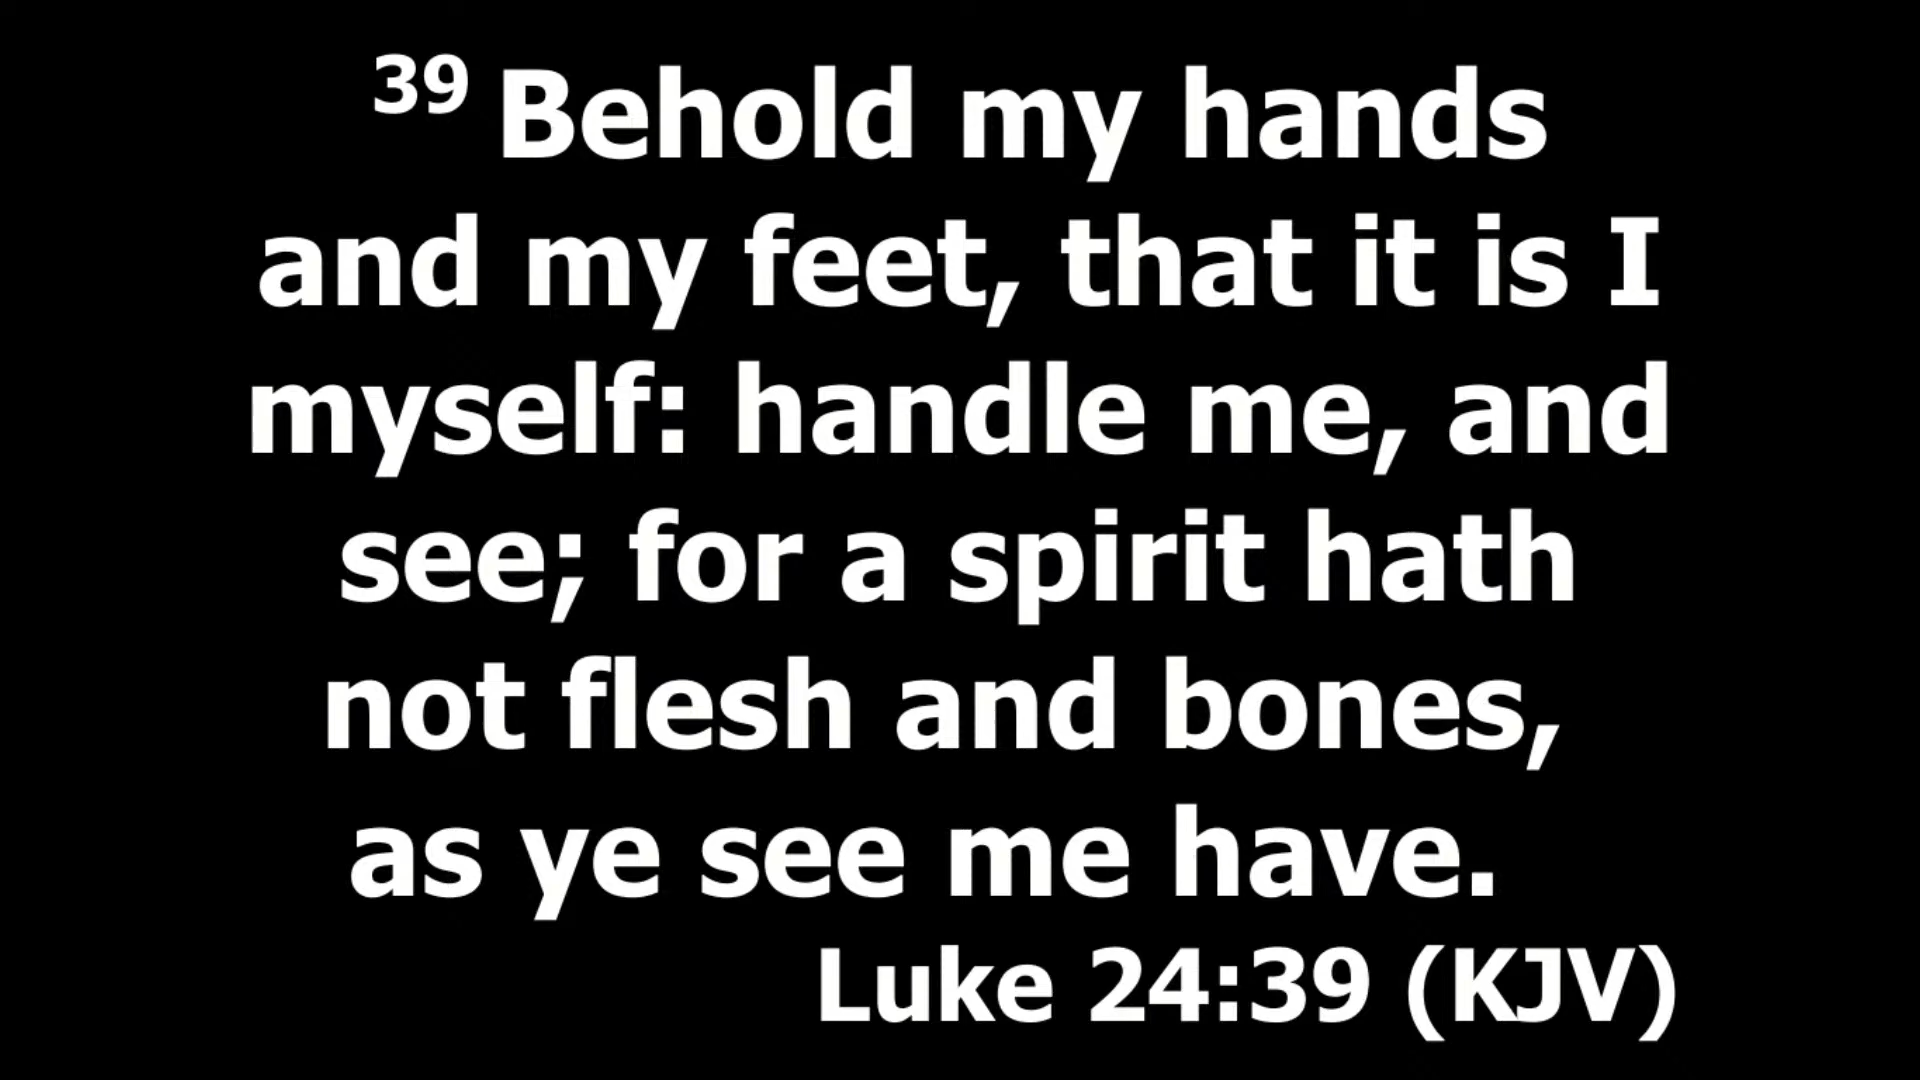 39 Behold my hands
and my feet, that it is I
myself: handle me, and
see; for a spirit hath
not flesh and bones,
as ye see me have.
Luke 24:39 (KJV)